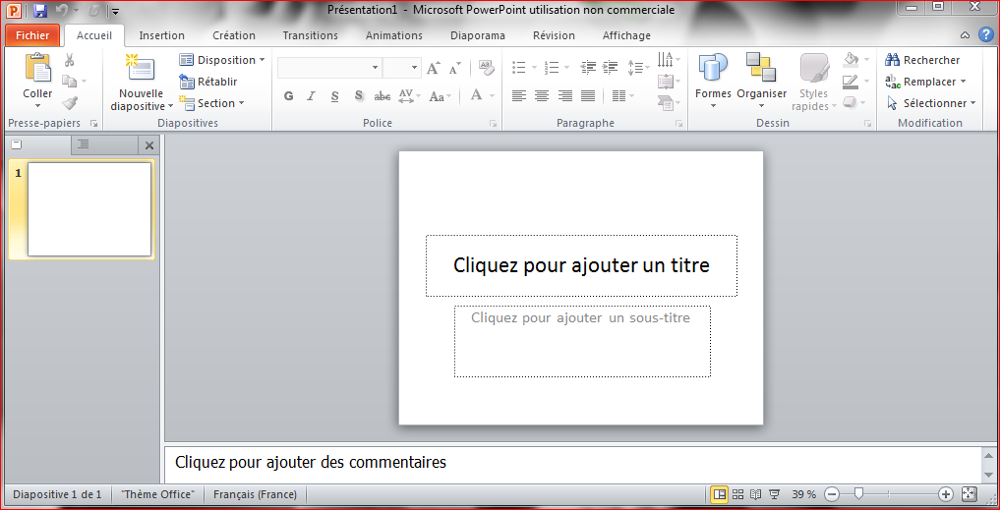 Présentation1 - Microsoft PowerPoint utilisation non commerciale
Fichier Accueil Insertion Création Transitions Animations Diaporama Révision Affichage
Coller
Presse-papiers
Nouvelle diapositive
Disposition
Rétablir
Section
Diapositives
G I S S abc AV Aa A
A A
Police
Paragraphe
Formes Organiser Styles rapides
Dessin
Rechercher
Remplacer
Sélectionner
Modification
1
Cliquez pour ajouter un titre
Cliquez pour ajouter un sous-titre
Cliquez pour ajouter des commentaires
Diapositive 1 de 1 "Thème Office" Français (France) 39 %